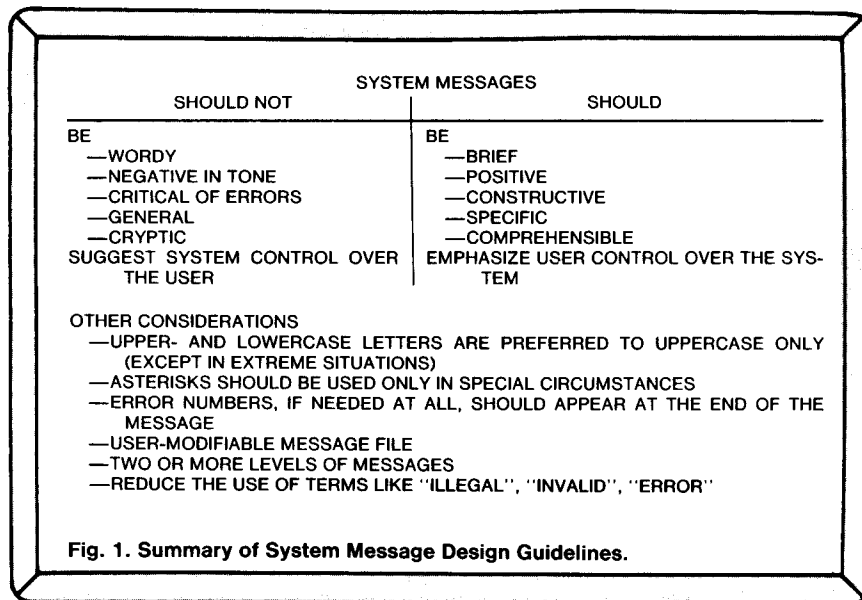 SYSTEM MESSAGES
SHOULD NOT
SHOULD
BE
—WORDY
—NEGATIVE IN TONE
—CRITICAL OF ERRORS
—GENERAL
—CRYPTIC
SUGGEST SYSTEM CONTROL OVER
THE USER
BE
—BRIEF
—POSITIVE
—CONSTRUCTIVE
—SPECIFIC
—COMPREHENSIBLE
EMPHASIZE USER CONTROL OVER THE SYS-
TEM
OTHER CONSIDERATIONS
—UPPER- AND LOWERCASE LETTERS ARE PREFERRED TO UPPERCASE ONLY
(EXCEPT IN EXTREME SITUATIONS)
—ASTERISKS SHOULD BE USED ONLY IN SPECIAL CIRCUMSTANCES
—ERROR NUMBERS, IF NEEDED AT ALL, SHOULD APPEAR AT THE END OF THE
MESSAGE
—USER-MODIFIABLE MESSAGE FILE
—TWO OR MORE LEVELS OF MESSAGES
—REDUCE THE USE OF TERMS LIKE "ILLEGAL", "INVALID", "ERROR"
Fig. 1. Summary of System Message Design Guidelines.